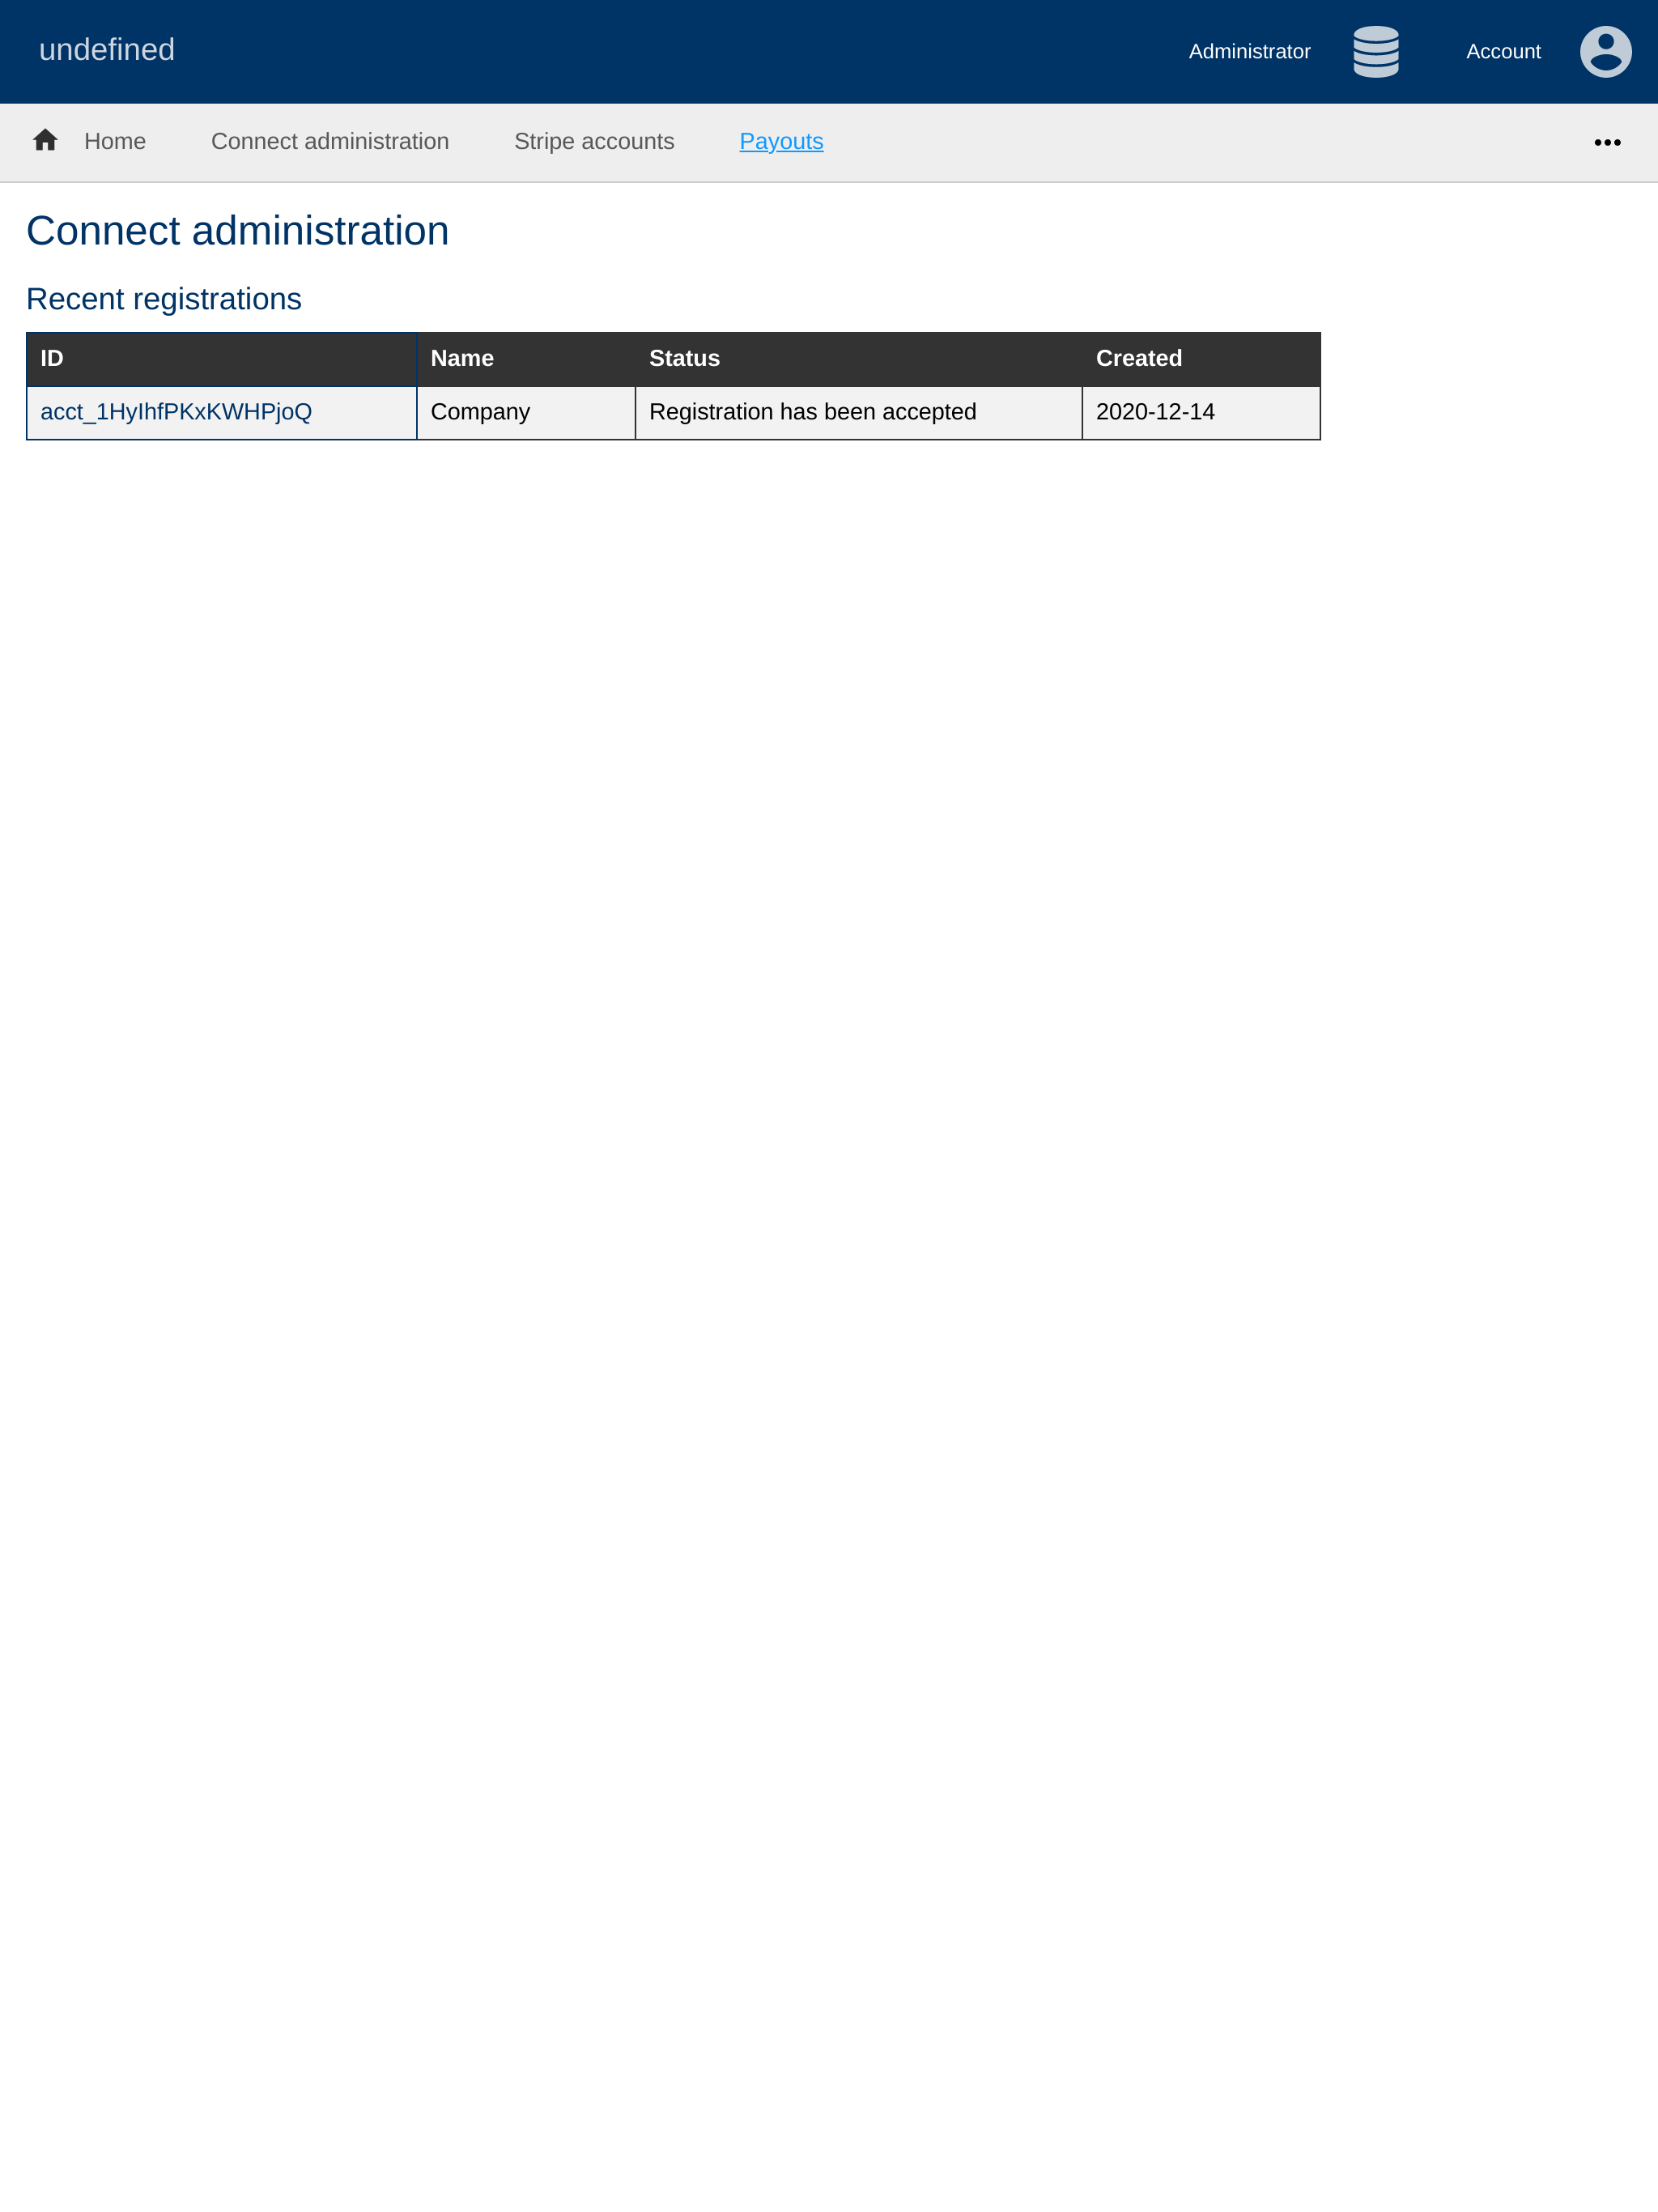 undefined
Administrator Account
Home Connect administration Stripe accounts Payouts
Connect administration
Recent registrations
ID Name Status Created
acct_1HyIhfPKxKWHPjoQ Company Registration has been accepted 2020-12-14